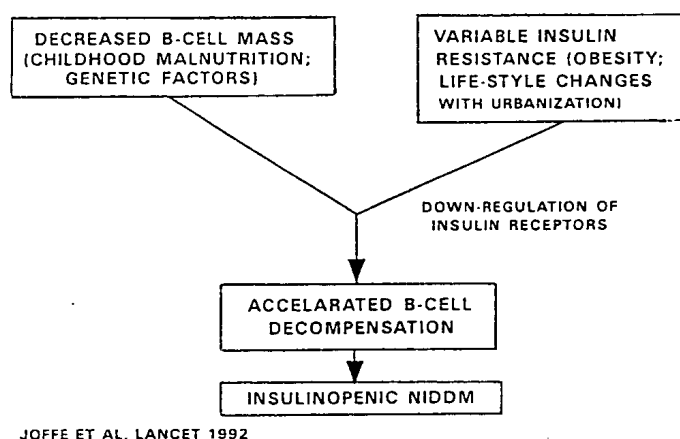 DECREASED B-CELL MASS
(CHILDHOOD MALNUTRITION;
GENETIC FACTORS)
VARIABLE INSULIN
RESISTANCE (OBESITY;
LIFE-STYLE CHANGES
WITH URBANIZATION)
DOWN-REGULATION OF
INSULIN RECEPTORS
ACCELARATED B-CELL
DECOMPENSATION
INSULINOPENIC NIDDM
JOFFE ET AL. LANCET 1992